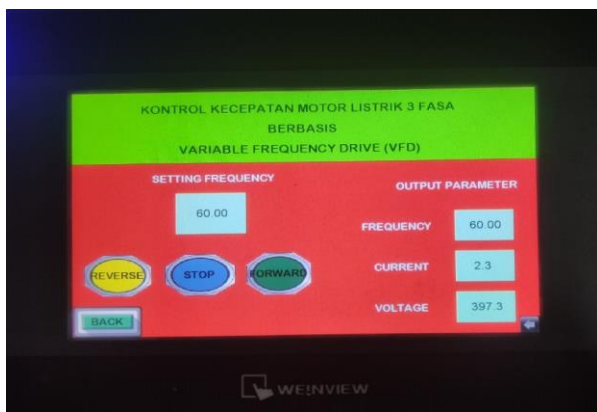 KONTROL KECEPATAN MOTOR LISTRIK 3 FASA
BERBASIS
VARIABLE FREQUENCY DRIVE (VFD)
SETTING FREQUENCY
60.00
REVERSE
STOP
FORWARD
BACK
OUTPUT PARAMETER
FREQUENCY
60.00
CURRENT
2.3
VOLTAGE
397.3
WEINVIEW